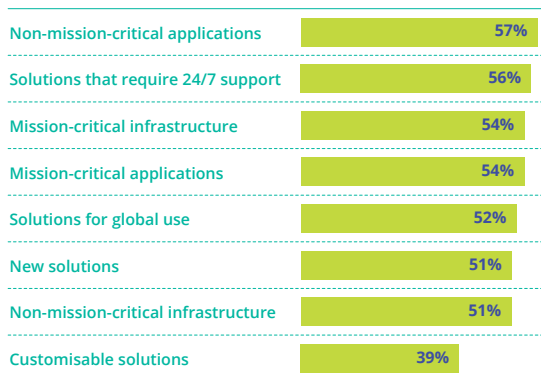 Non-mission-critical applications 57%
Solutions that require 24/7 support 56%
Mission-critical infrastructure 54%
Mission-critical applications 54%
Solutions for global use 52%
New solutions 51%
Non-mission-critical infrastructure 51%
Customisable solutions 39%